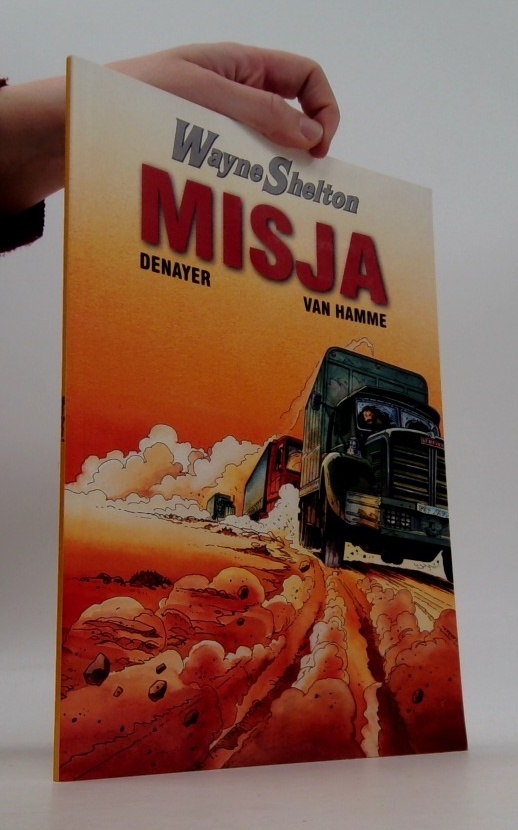 Wayne Shelton
MISJA
DENAYER
VAN HAMME